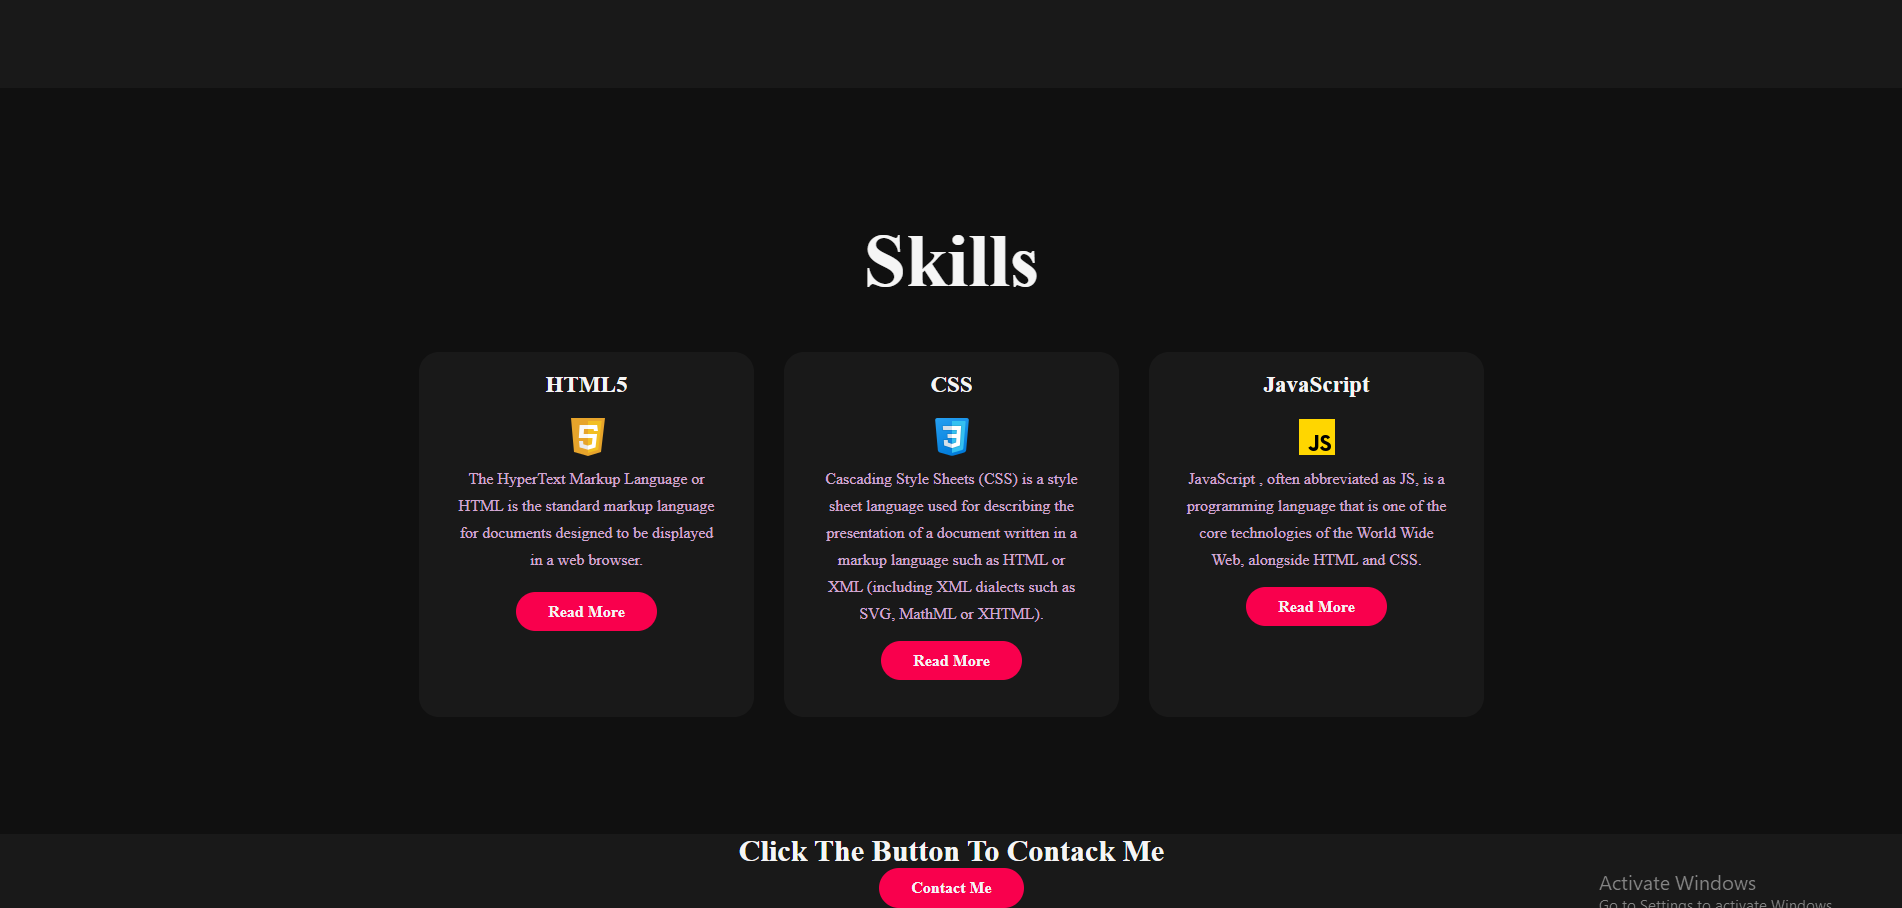 Skills
HTML5
The HyperText Markup Language or
HTML is the standard markup language
for documents designed to be displayed
in a web browser.
Read More
CSS
Cascading Style Sheets (CSS) is a style
sheet language used for describing the
presentation of a document written in a
markup language such as HTML or
XML (including XML dialects such as
SVG, MathML or XHTML).
Read More
JavaScript
JS
JavaScript , often abbreviated as JS, is a
programming language that is one of the
core technologies of the World Wide
Web, alongside HTML and CSS.
Read More
Click The Button To Contack Me
Contact Me
Activate Windows
Go to Settings to activate Windows.